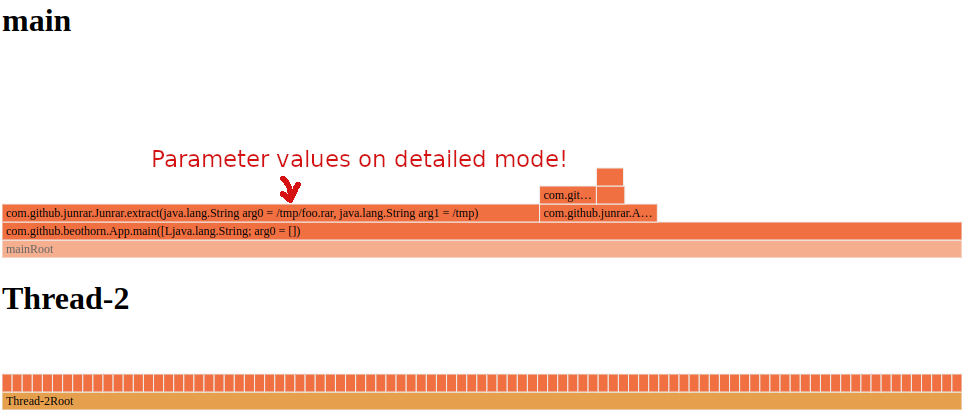 main
Parameter values on detailed mode!
com.git…
com.github.junrar.Junrar.extract(java.lang.String arg0 = /tmp/foo.rar, java.lang.String arg1 = /tmp)
com.github.junrar.A…
com.github.beothorn.App.main([Ljava.lang.String; arg0 = [])
mainRoot
Thread-2
Thread-2Root